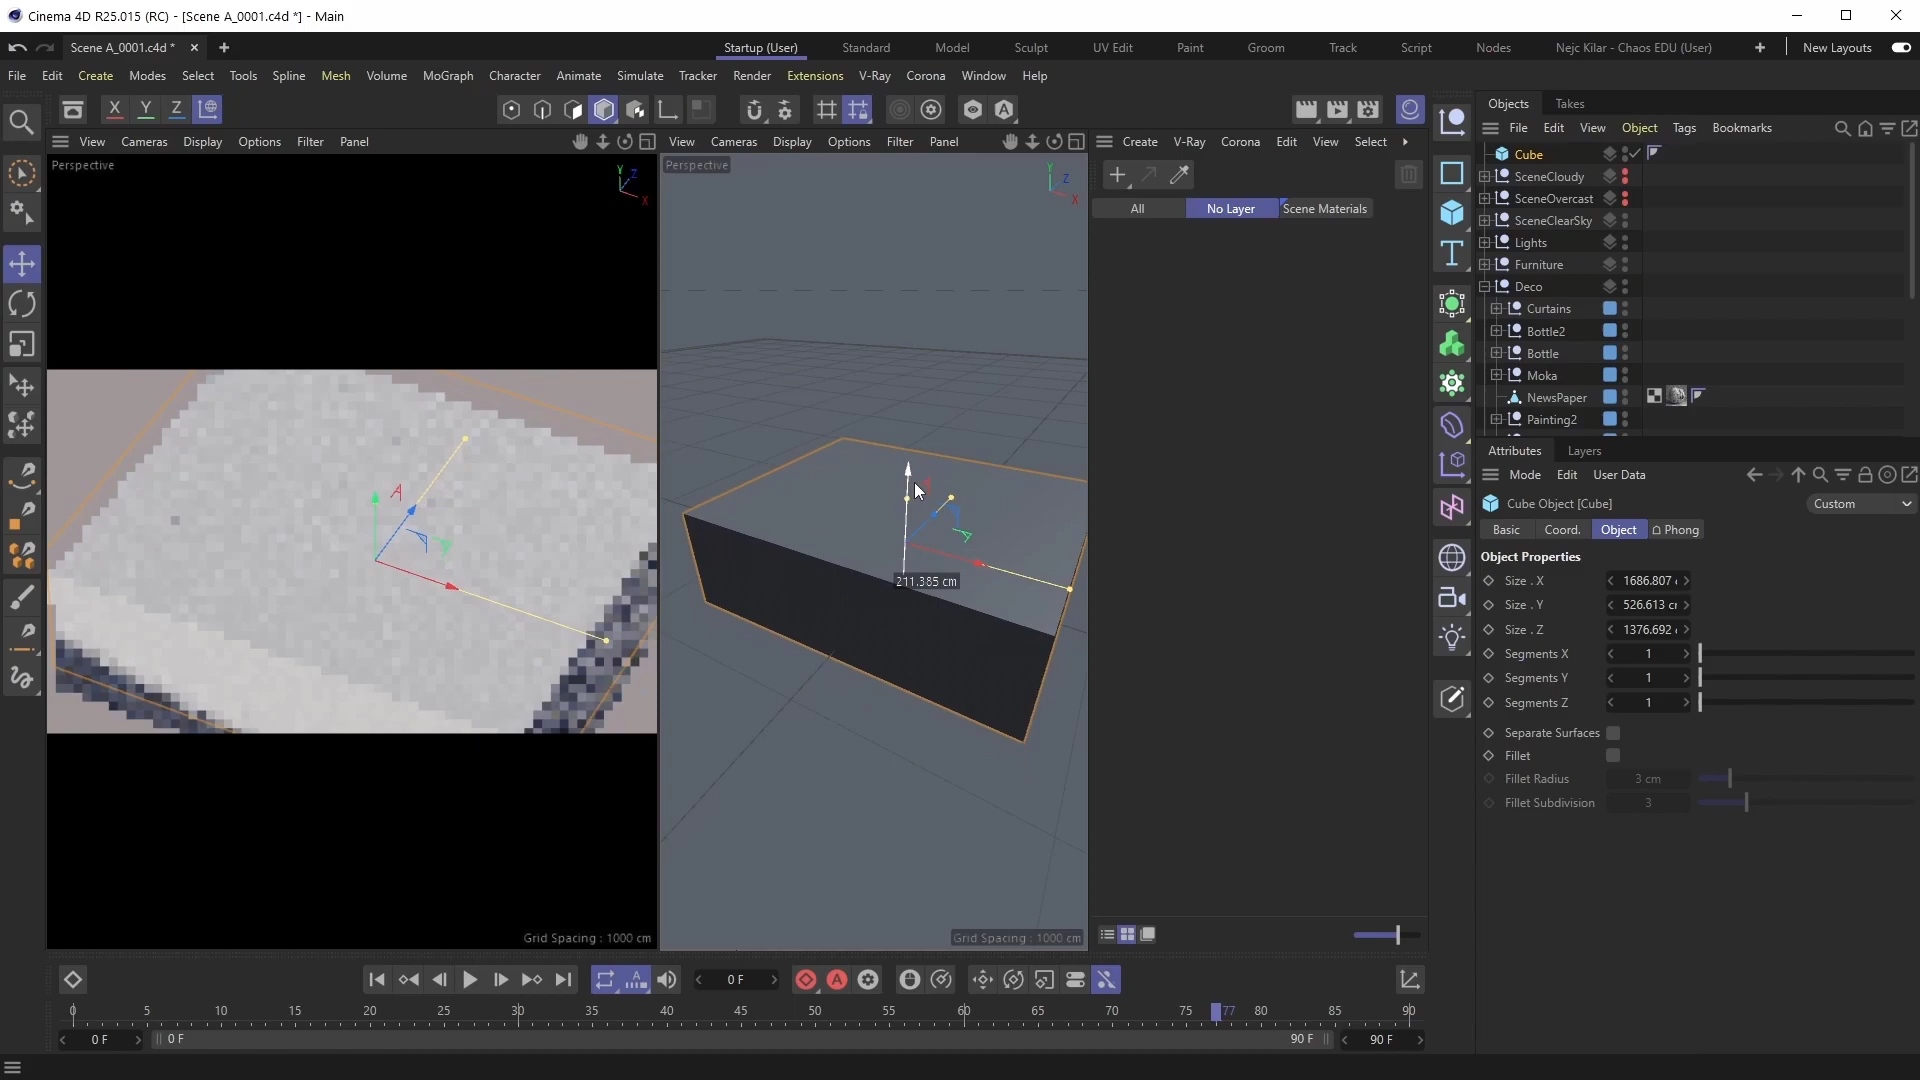 Cinema 4D R25.015 (RC) - [Scene A_0001.c4d *] - Main
Scene A_0001.c4d *
Startup (User) Standard Model Sculpt UV Edit Paint Groom Track Script Nodes Nejc Kilar - Chaos EDU (User) New Layouts
File Edit Create Modes Select Tools Spline Mesh Volume MoGraph Character Animate Simulate Tracker Render Extensions V-Ray Corona Window Help
X Y Z
Objects Takes
File Edit View Object Tags Bookmarks
View Cameras Display Options Filter Panel
View Cameras Display Options Filter Panel
Create V-Ray Corona Edit View Select
Perspective
Perspective
Y Z X
Y Z X
All No Layer Scene Materials
Cube
SceneCloudy
SceneOvercast
SceneClearSky
Lights
Furniture
Deco
Curtains
Bottle2
Bottle
Moka
NewsPaper
Painting2
211.385 cm
Grid Spacing : 1000 cm
Grid Spacing : 1000 cm
Attributes Layers
Mode Edit User Data
Cube Object [Cube] Custom
Basic Coord. Object Phong
Object Properties
Size . X 1686.807
Size . Y 526.613
Size . Z 1376.692
Segments X 1
Segments Y 1
Segments Z 1
Separate Surfaces
Fillet
Fillet Radius 3 cm
Fillet Subdivision 3
0 F
0 5 10 15 20 25 30 35 40 45 50 55 60 65 70 75 77 80 85 90
0 F 0 F 90 F 90 F